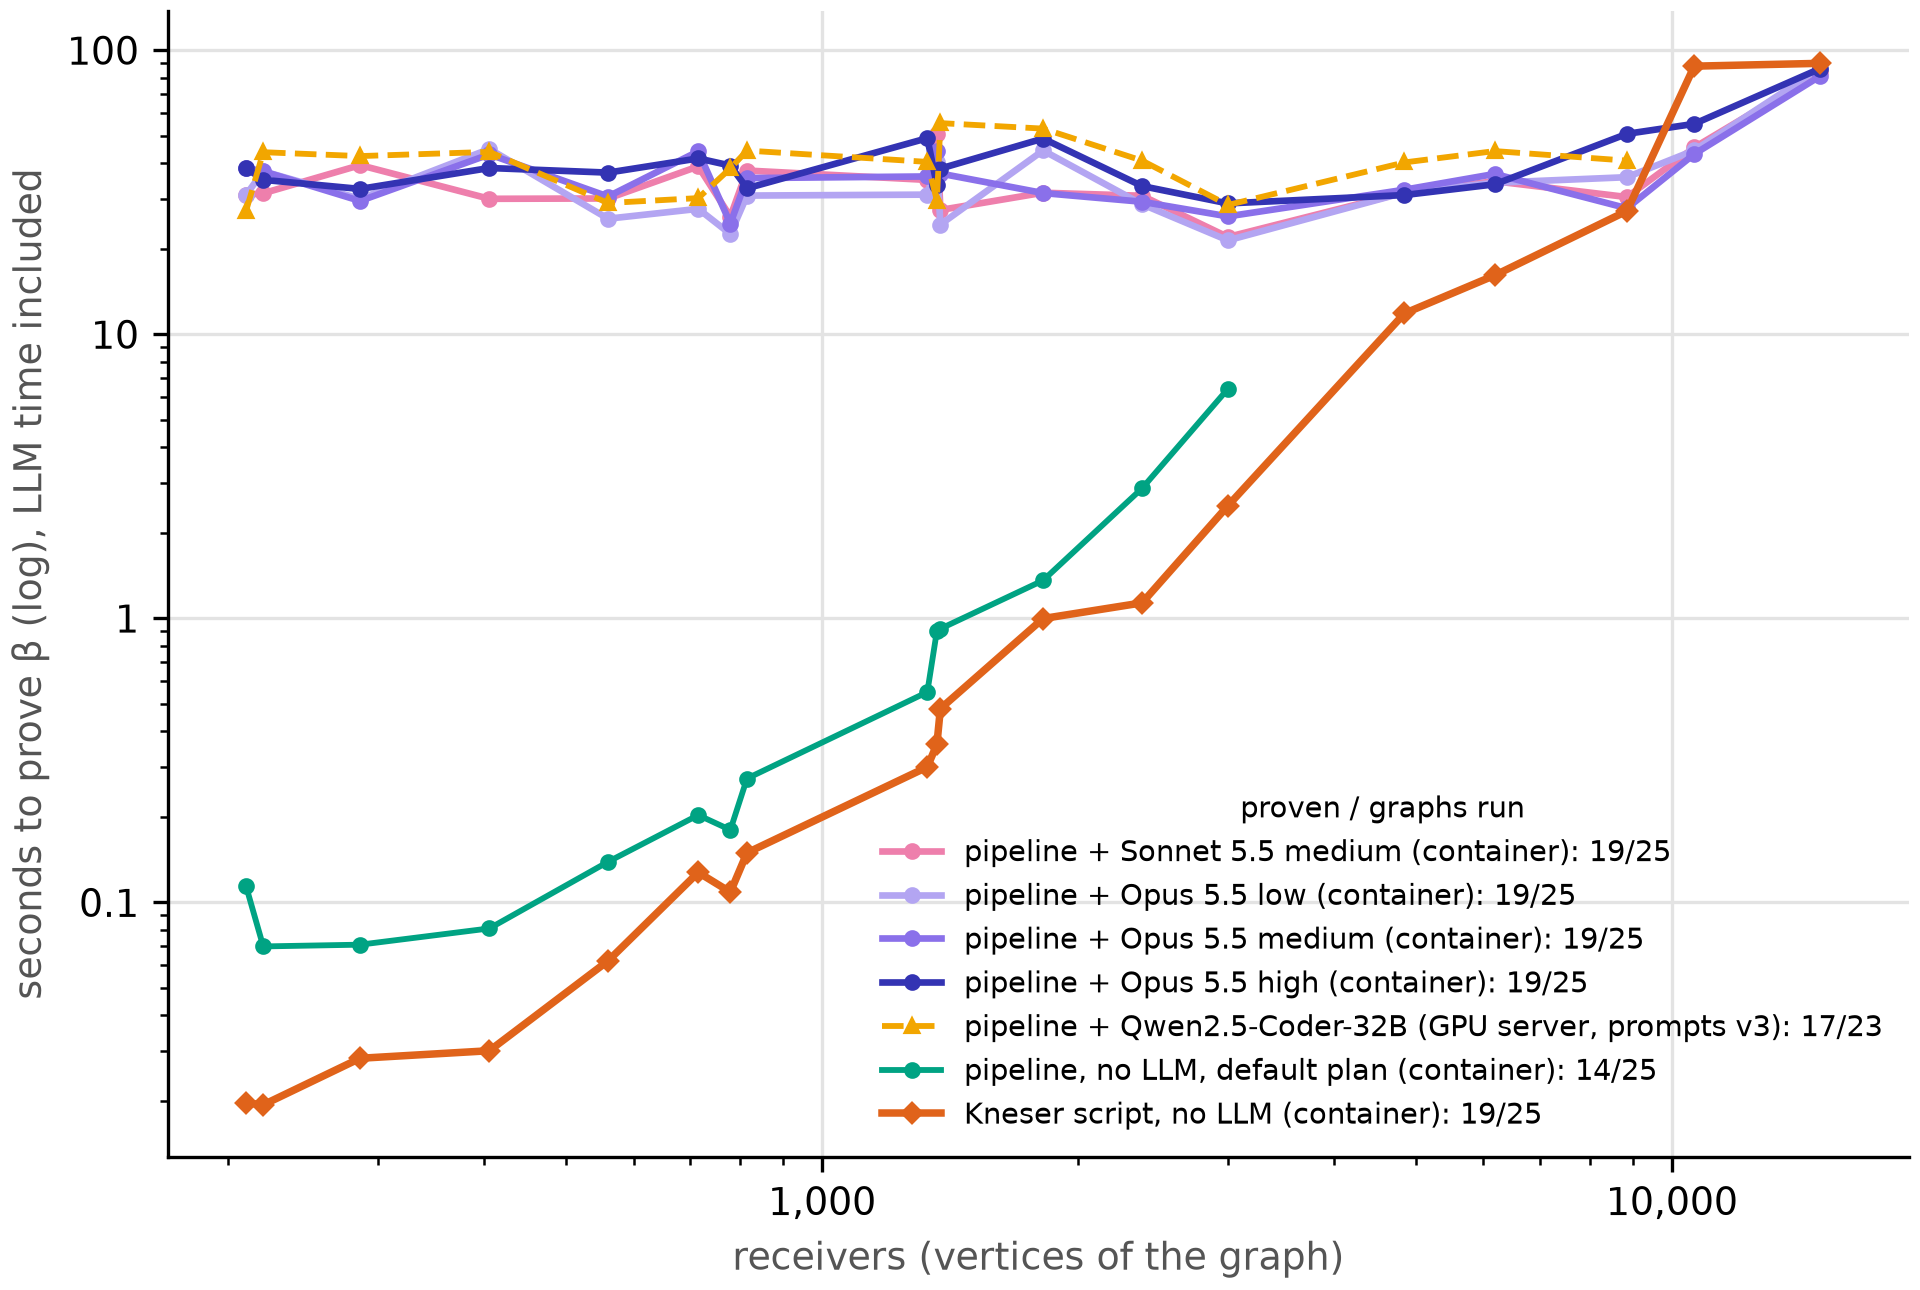 100
10
1
0.1
seconds to prove β (log), LLM time included
proven / graphs run
pipeline + Sonnet 5.5 medium (container): 19/25
pipeline + Opus 5.5 low (container): 19/25
pipeline + Opus 5.5 medium (container): 19/25
pipeline + Opus 5.5 high (container): 19/25
pipeline + Qwen2.5-Coder-32B (GPU server, prompts v3): 17/23
pipeline, no LLM, default plan (container): 14/25
Kneser script, no LLM (container): 19/25
1,000
10,000
receivers (vertices of the graph)